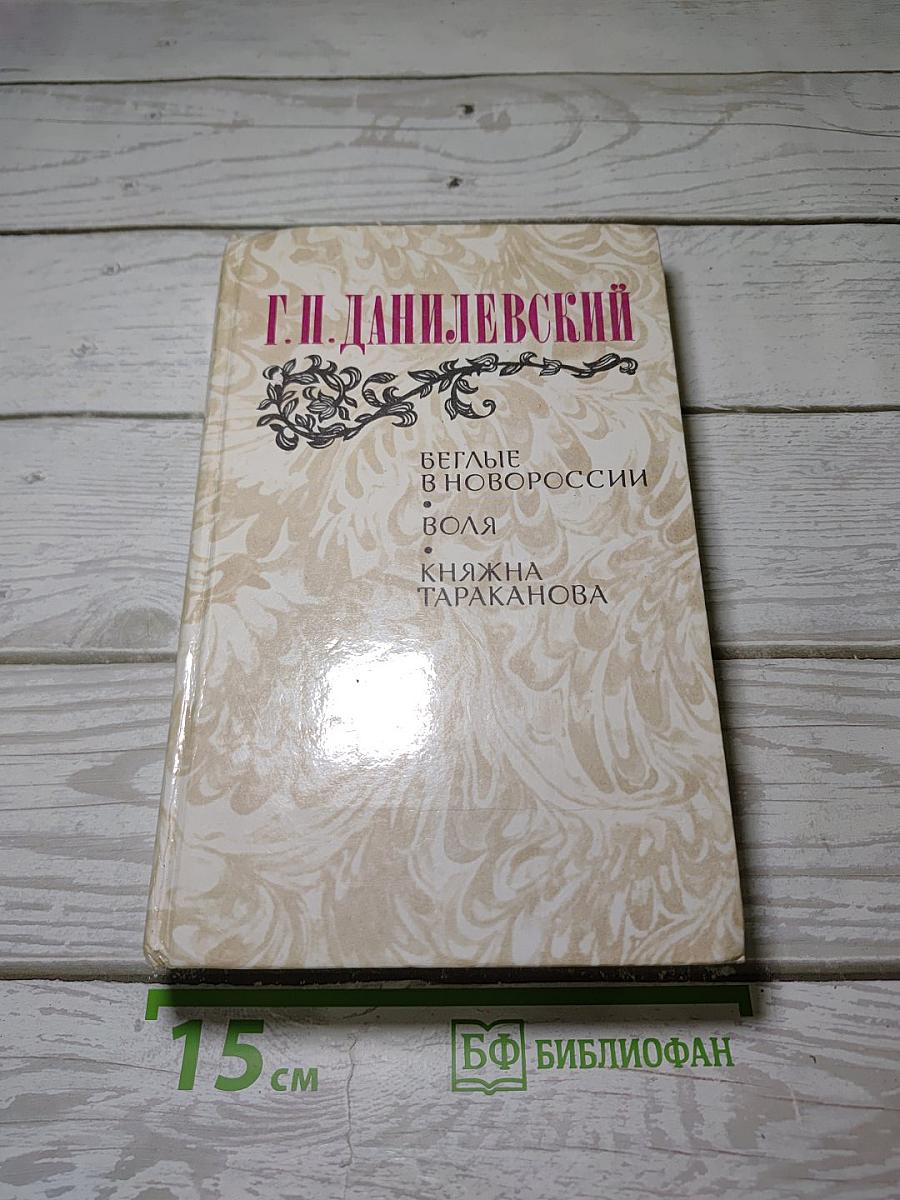 Г. П. ДАНИЛЕВСКИЙ
БЕГЛЫЕ
В НОВОРОССИИ
•
ВОЛЯ
•
КНЯЖНА
ТАРАКАНОВА
15 см
БФ БИБЛИОФАН